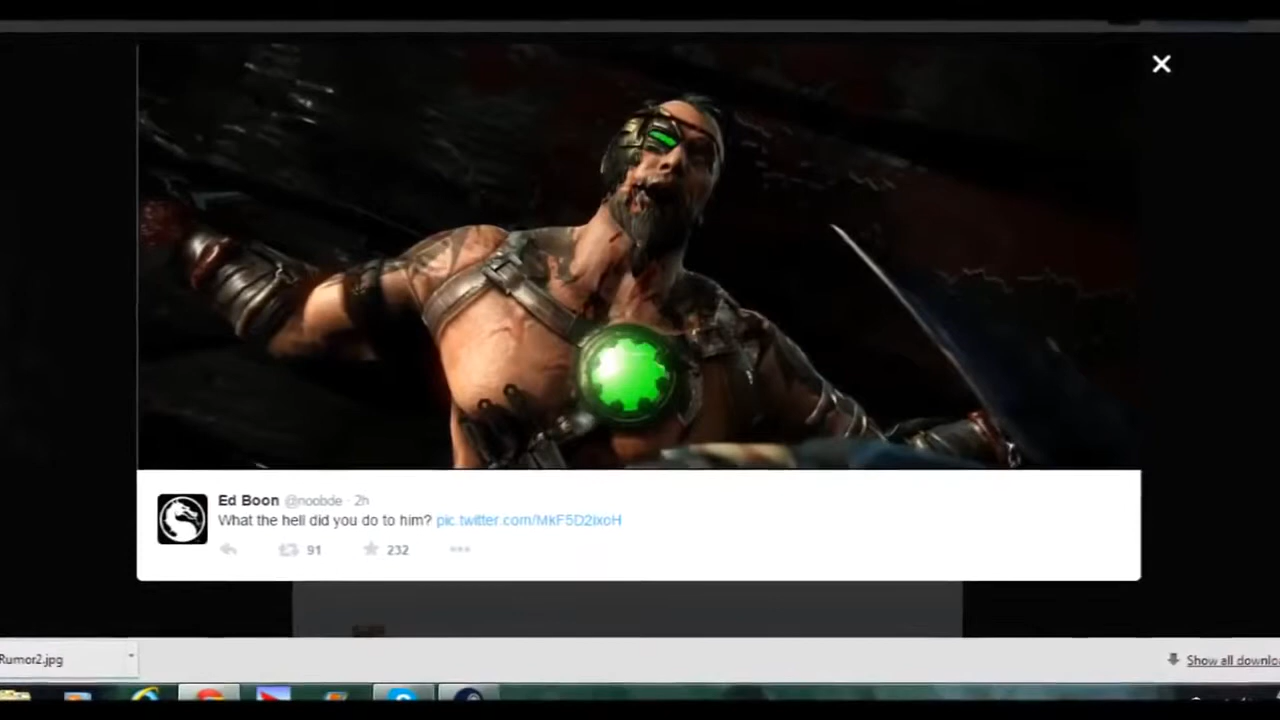 Ed Boon @noobde · 2h
What the hell did you do to him? pic.twitter.com/MkF5D2ixoH
91 232
Rumor2.jpg
Show all downlo